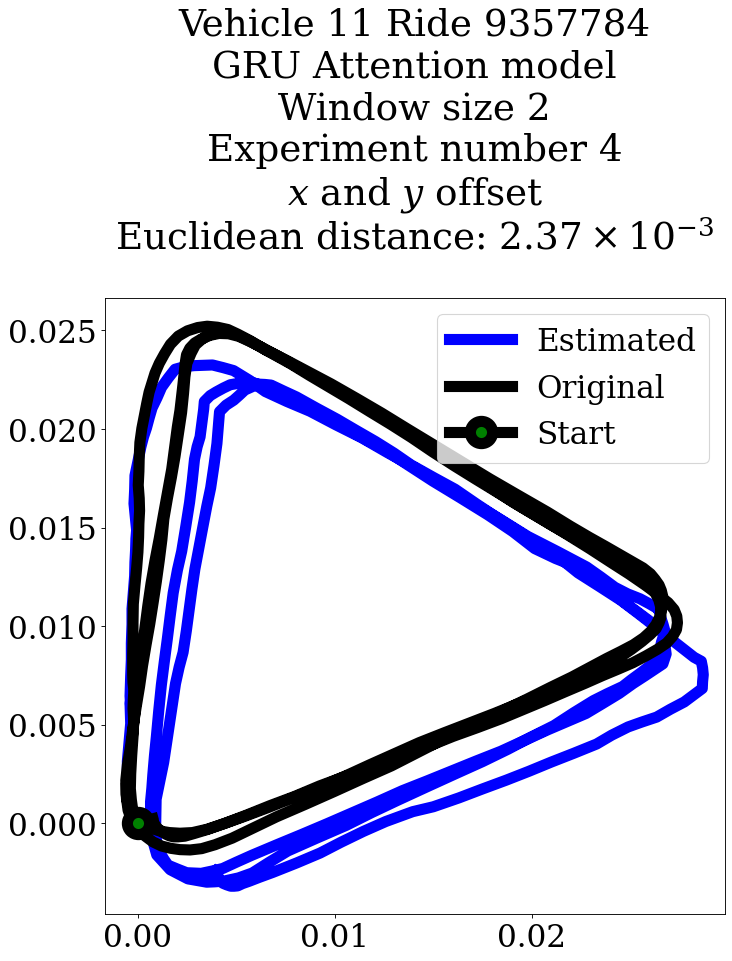 Vehicle 11 Ride 9357784
GRU Attention model
Window size 2
Experiment number 4
x and y offset
Euclidean distance: 2.37 × 10⁻³
Estimated
Original
Start
0.025
0.020
0.015
0.010
0.005
0.000
0.00 0.01 0.02